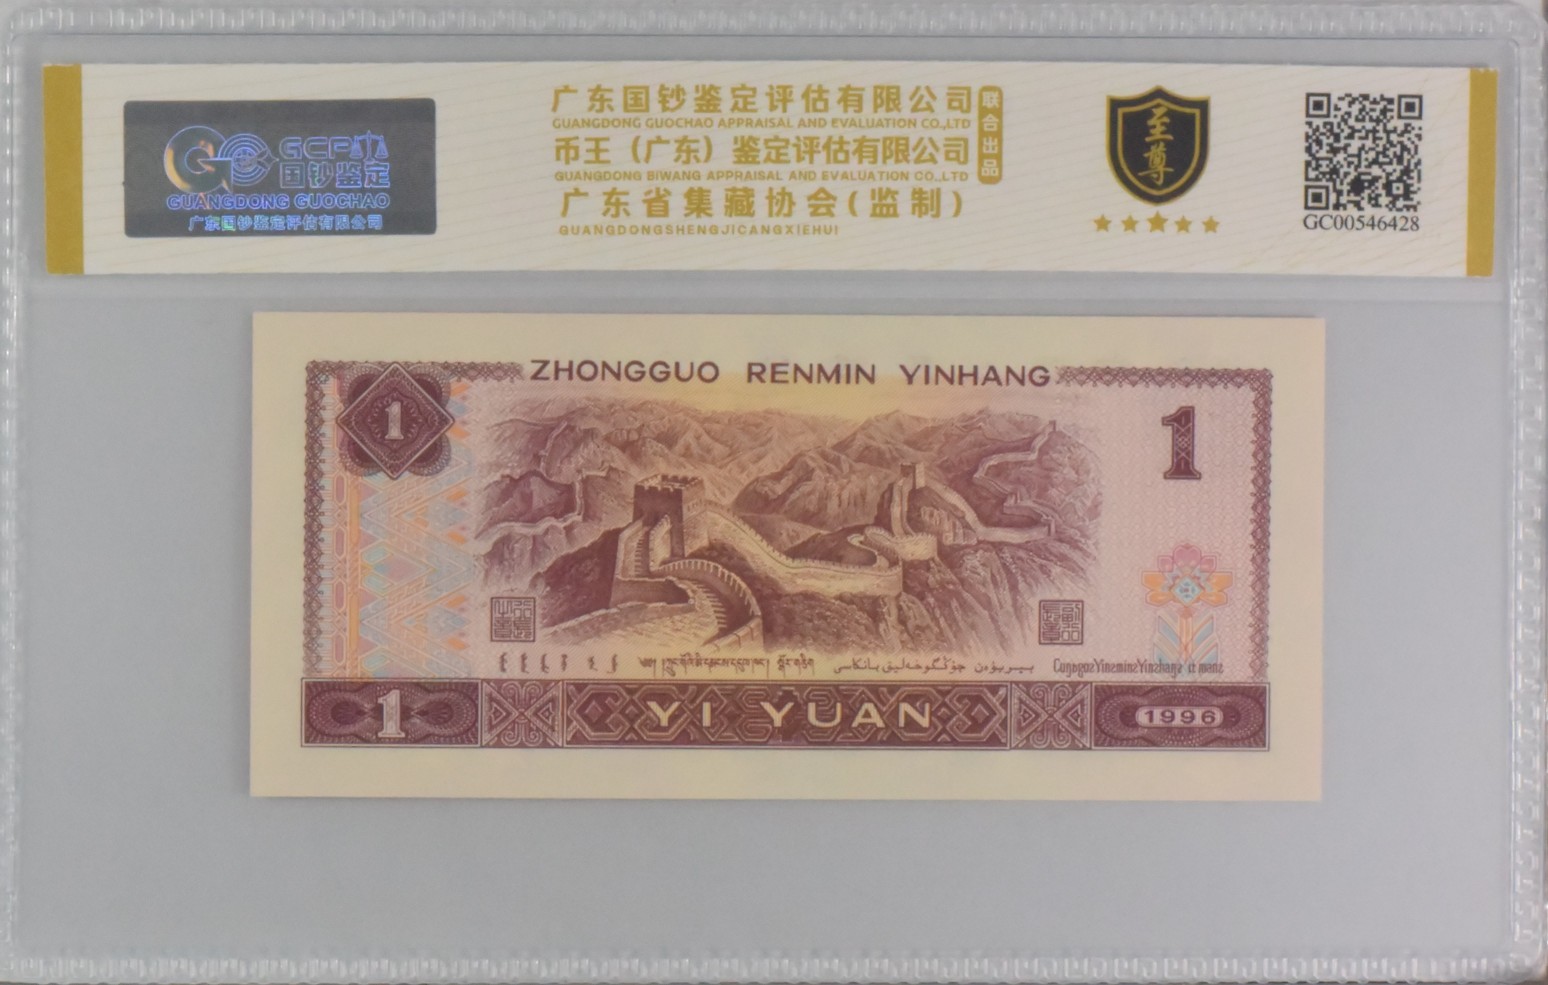 GCP
国钞鉴定
GUANGDONG GUOCHAO
广东国钞鉴定评估有限公司
广东国钞鉴定评估有限公司
GUANGDONG GUOCHAO APPRAISAL AND EVALUATION CO.,LTD
币王（广东）鉴定评估有限公司
GUANGDONG BIWANG APPRAISAL AND EVALUATION CO.,LTD
联合出品
广东省集藏协会(监制)
GUANGDONGSHENGJICANGXIEHUI
至尊
GC00546428
ZHONGGUO RENMIN YINHANG
1
1
1
YI YUAN
1996